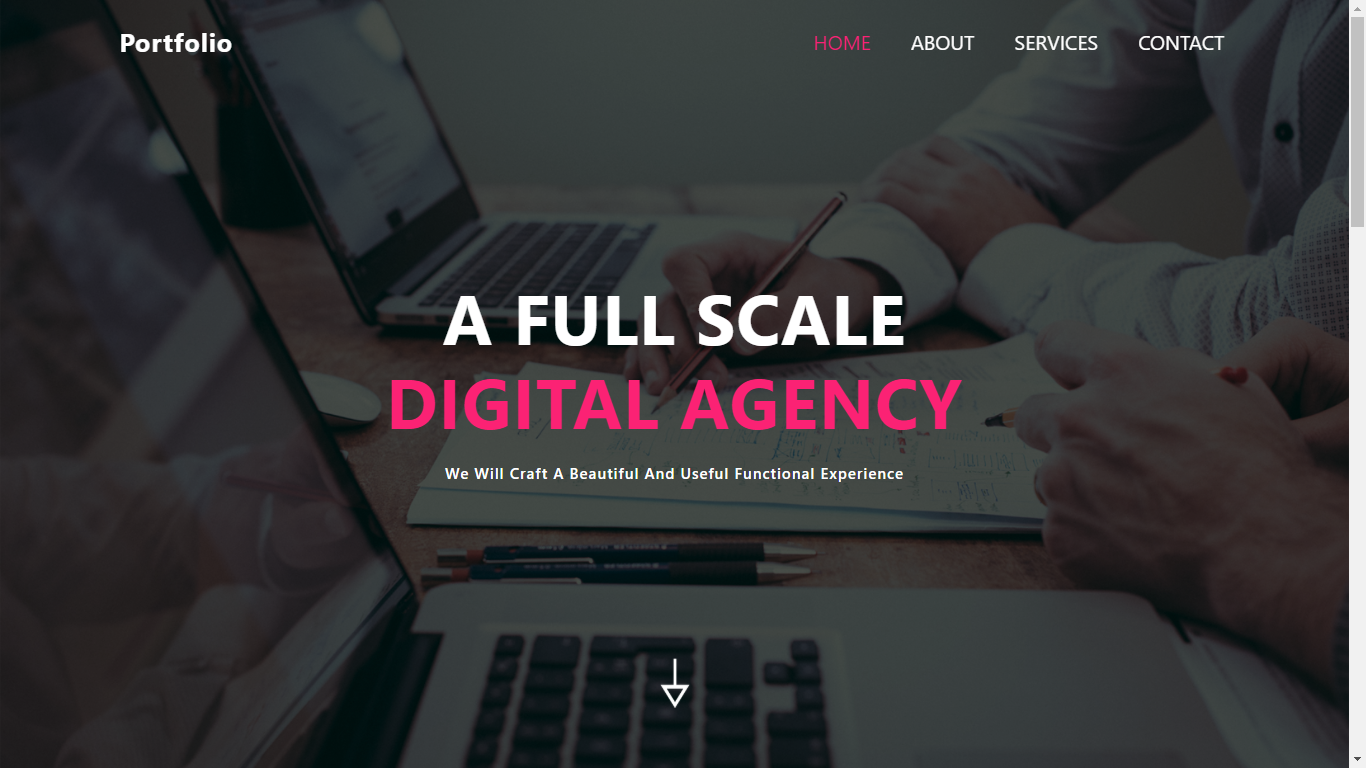 Portfolio
HOME ABOUT SERVICES CONTACT
A FULL SCALE
DIGITAL AGENCY
We Will Craft A Beautiful And Useful Functional Experience